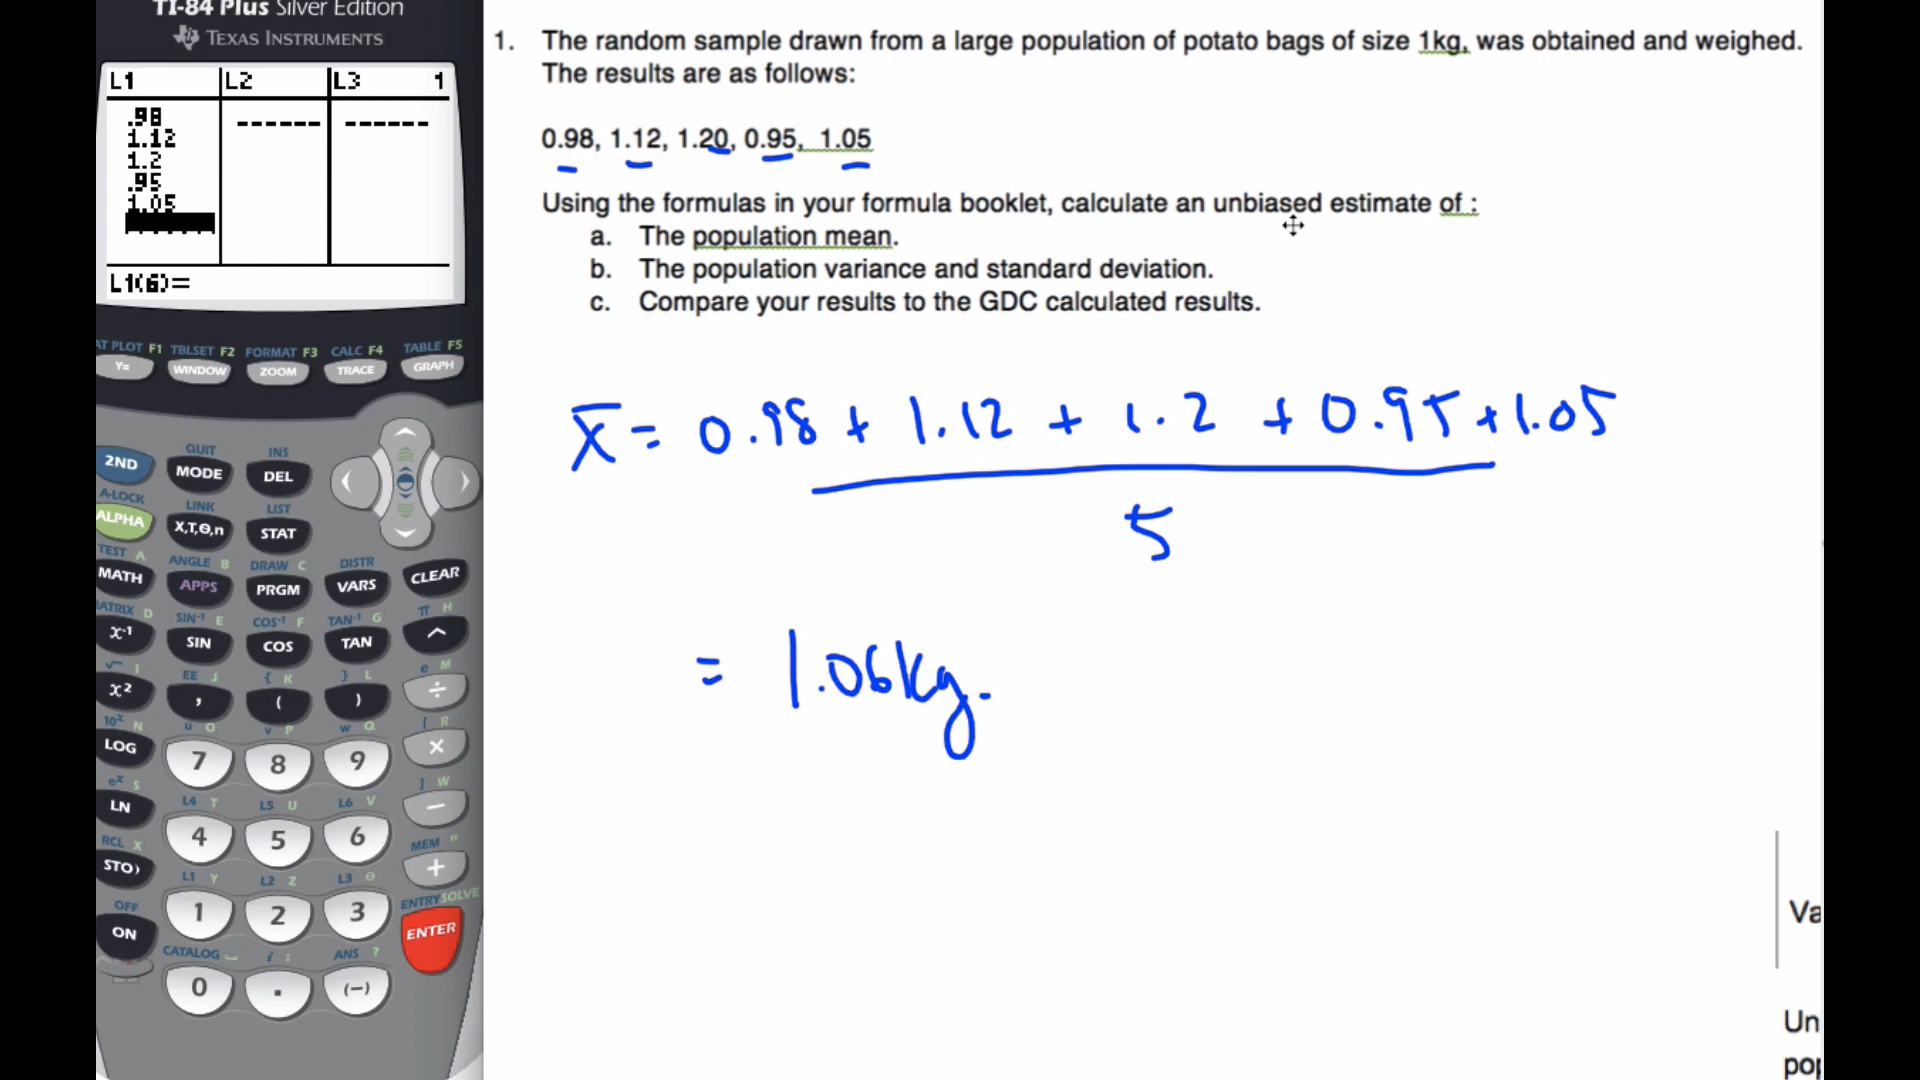 TI-84 Plus Silver Edition
TEXAS INSTRUMENTS
L1 L2 L3 1
.98 ------ ------
1.12
1.2
.95
1.05
L1(6)=
AT PLOT F1 TBLSET F2 FORMAT F3 CALC F4 TABLE F5
Y= WINDOW ZOOM TRACE GRAPH
QUIT INS
2ND MODE DEL
A-LOCK LINK LIST
ALPHA X,T,Θ,n STAT
TEST A ANGLE B DRAW C DISTR
MATH APPS PRGM VARS CLEAR
MATRIX D SIN-1 E COS-1 F TAN-1 G π H
x-1 SIN COS TAN ^
√ I EE J { K } L e M
x2 , ( ) ÷
10x N u O v P w Q [ R
LOG 7 8 9 ×
ex S L4 T L5 U L6 V ] W
LN 4 5 6 −
RCL X L1 Y L2 Z L3 Θ MEM "
STO› 1 2 3 +
OFF CATALOG i : ANS ? ENTRY SOLVE
ON 0 . (−) ENTER
1. The random sample drawn from a large population of potato bags of size 1kg, was obtained and weighed.
The results are as follows:
0.98, 1.12, 1.20, 0.95, 1.05
Using the formulas in your formula booklet, calculate an unbiased estimate of :
a. The population mean.
b. The population variance and standard deviation.
c. Compare your results to the GDC calculated results.
x̄ = 0.98 + 1.12 + 1.2 + 0.95 + 1.05
5
= 1.06kg.
Va
Un
pop